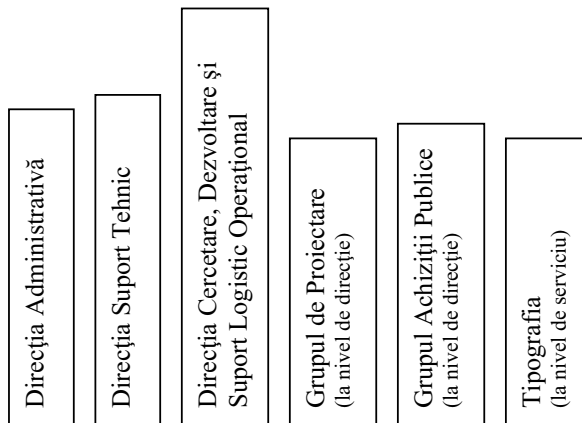 Direcţia Administrativă
Direcţia Suport Tehnic
Direcţia Cercetare, Dezvoltare şi
Suport Logistic Operaţional
Grupul de Proiectare
(la nivel de direcţie)
Grupul Achiziţii Publice
(la nivel de direcţie)
Tipografia
(la nivel de serviciu)